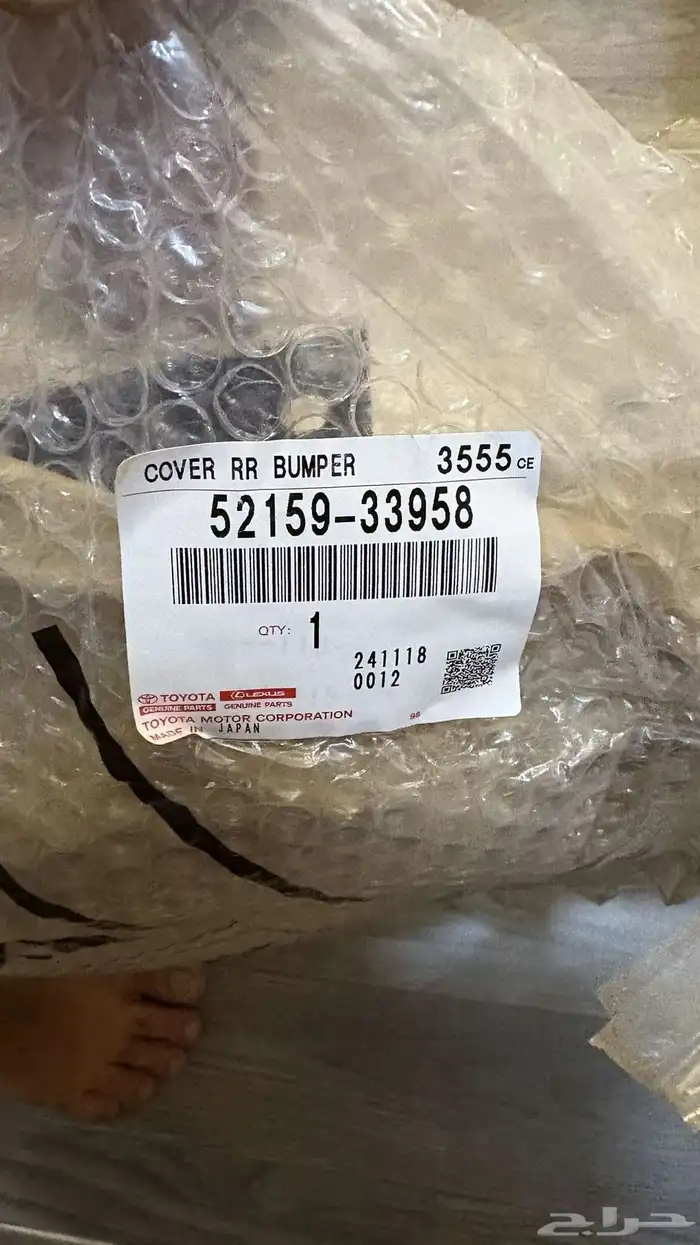 COVER RR BUMPER 3555 CE
52159-33958
QTY: 1
241118
0012
TOYOTA LEXUS
GENUINE PARTS GENUINE PARTS
TOYOTA MOTOR CORPORATION 98
MADE IN JAPAN
حراج